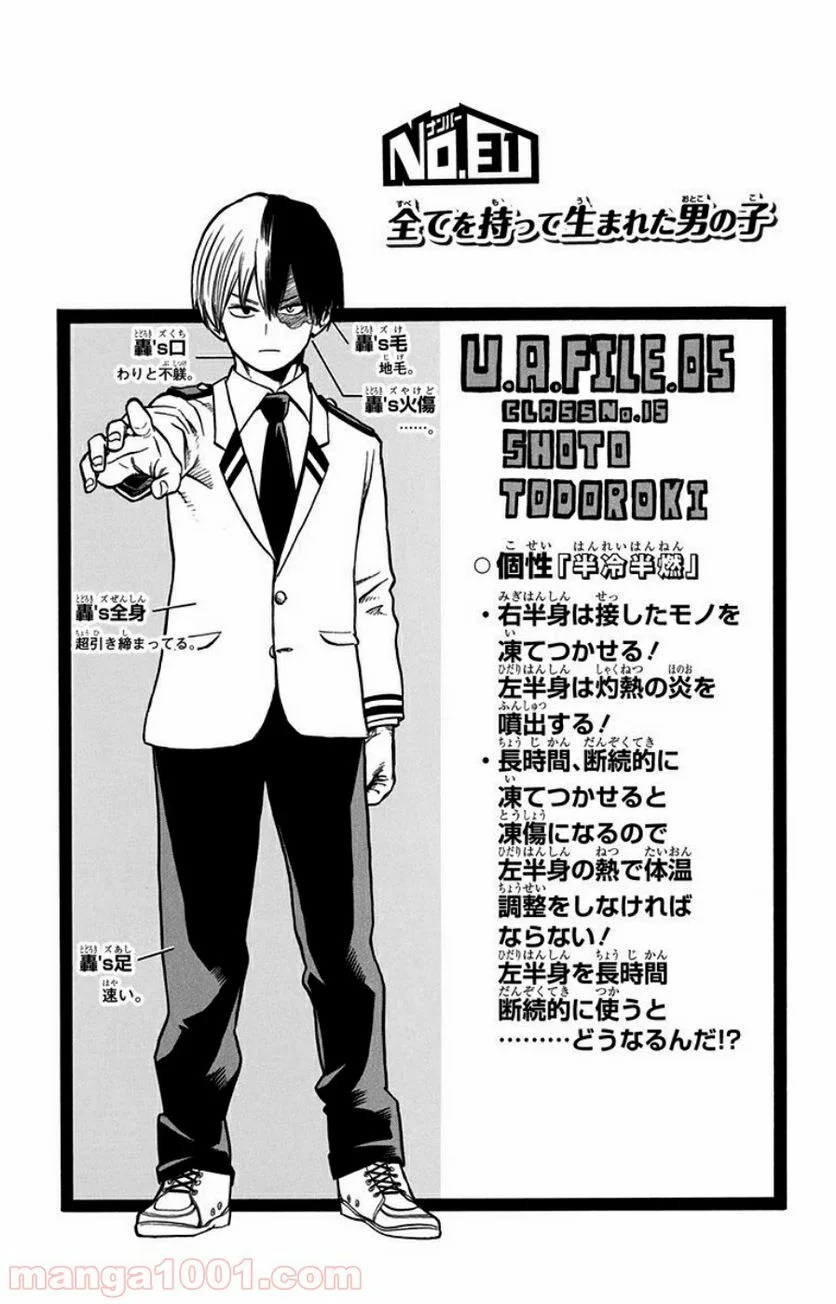 ナンバー
No.31
全てを持って生まれた男の子
轟's口
わりと不躾。
轟's毛
地毛。
轟's火傷
……。
轟's全身
超引き締まってる。
轟's足
速い。
U.A.FILE.05
CLASS No.15
SHOTO
TODOROKI
○個性『半冷半燃』
・右半身は接したモノを
凍てつかせる!
左半身は灼熱の炎を
噴出する!
・長時間、断続的に
凍てつかせると
凍傷になるので
左半身の熱で体温
調整をしなければ
ならない!
左半身を長時間
断続的に使うと
………どうなるんだ!?
manga1001.com